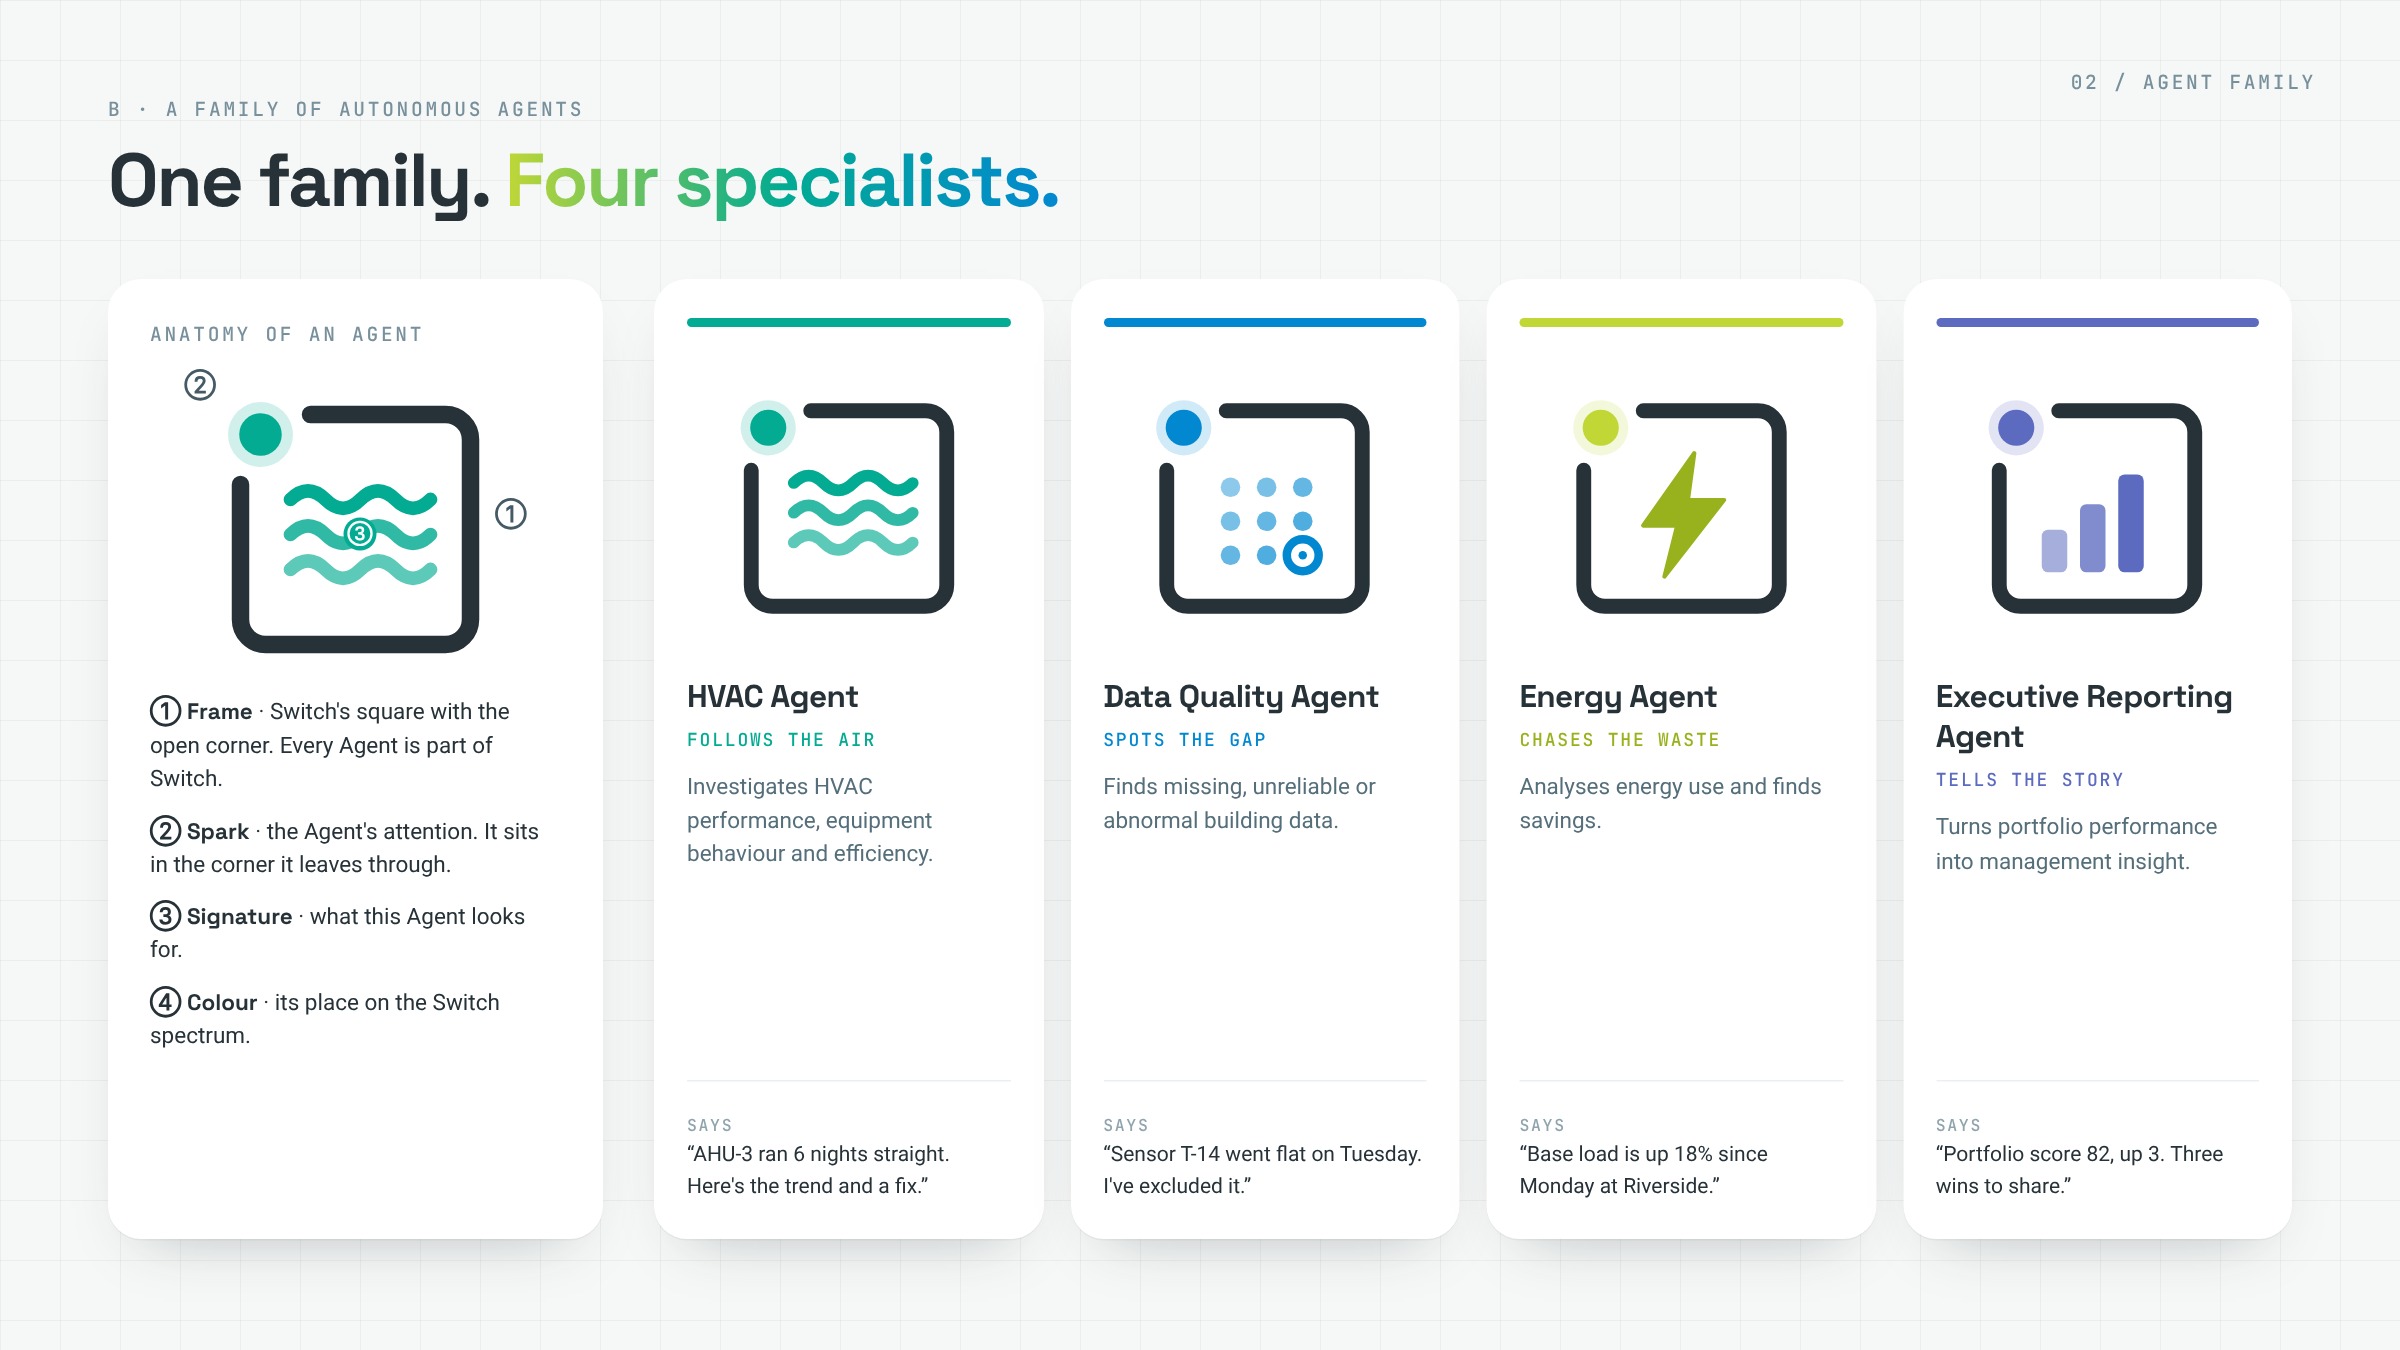 02 / AGENT FAMILY
B · A FAMILY OF AUTONOMOUS AGENTS
One family. Four specialists.
ANATOMY OF AN AGENT
②
①
③
① Frame · Switch's square with the
open corner. Every Agent is part of
Switch.
② Spark · the Agent's attention. It sits
in the corner it leaves through.
③ Signature · what this Agent looks
for.
④ Colour · its place on the Switch
spectrum.
HVAC Agent
FOLLOWS THE AIR
Investigates HVAC
performance, equipment
behaviour and efficiency.
SAYS
“AHU-3 ran 6 nights straight.
Here's the trend and a fix.”
Data Quality Agent
SPOTS THE GAP
Finds missing, unreliable or
abnormal building data.
SAYS
“Sensor T-14 went flat on Tuesday.
I've excluded it.”
Energy Agent
CHASES THE WASTE
Analyses energy use and finds
savings.
SAYS
“Base load is up 18% since
Monday at Riverside.”
Executive Reporting
Agent
TELLS THE STORY
Turns portfolio performance
into management insight.
SAYS
“Portfolio score 82, up 3. Three
wins to share.”